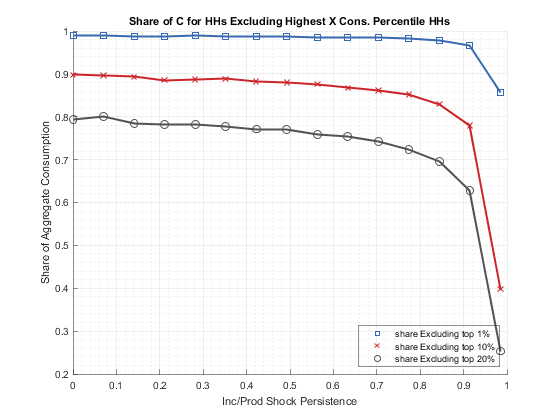 Share of C for HHs Excluding Highest X Cons. Percentile HHs
Share of Aggregate Consumption
1
0.9
0.8
0.7
0.6
0.5
0.4
0.3
0.2
share Excluding top 1%
share Excluding top 10%
share Excluding top 20%
0 0.1 0.2 0.3 0.4 0.5 0.6 0.7 0.8 0.9 1
Inc/Prod Shock Persistence